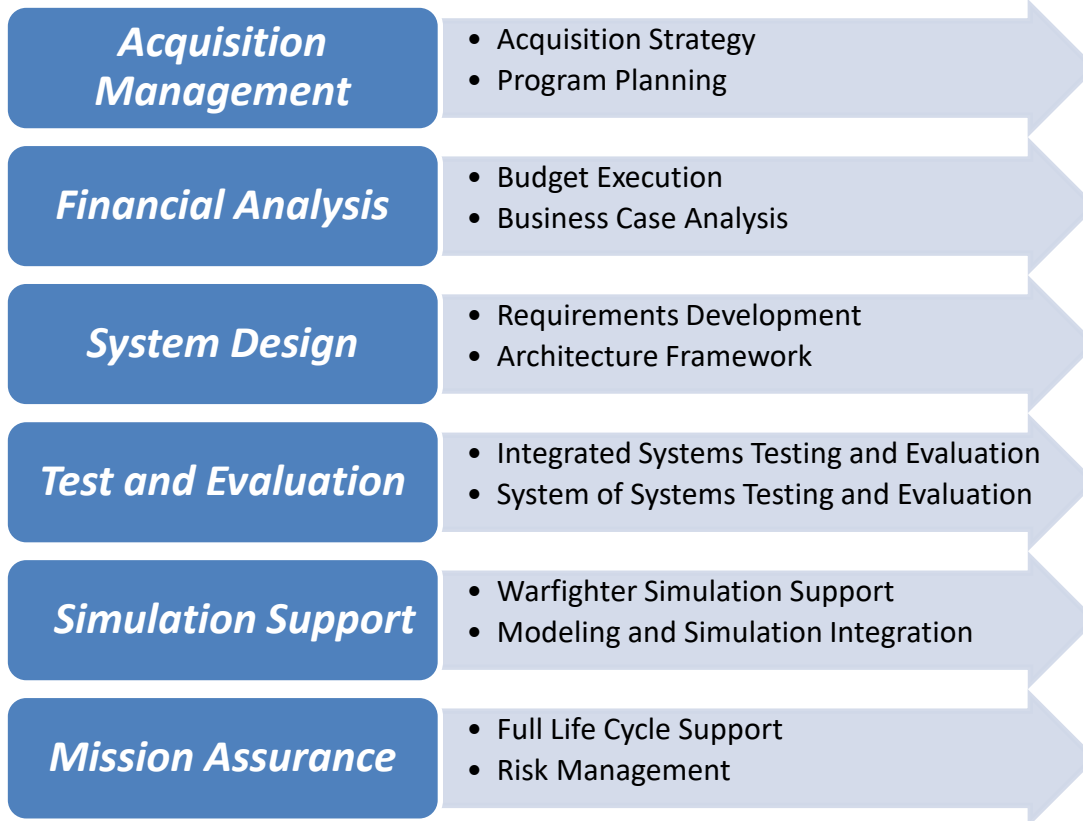 Acquisition
Management
• Acquisition Strategy
• Program Planning
Financial Analysis
• Budget Execution
• Business Case Analysis
System Design
• Requirements Development
• Architecture Framework
Test and Evaluation
• Integrated Systems Testing and Evaluation
• System of Systems Testing and Evaluation
Simulation Support
• Warfighter Simulation Support
• Modeling and Simulation Integration
Mission Assurance
• Full Life Cycle Support
• Risk Management